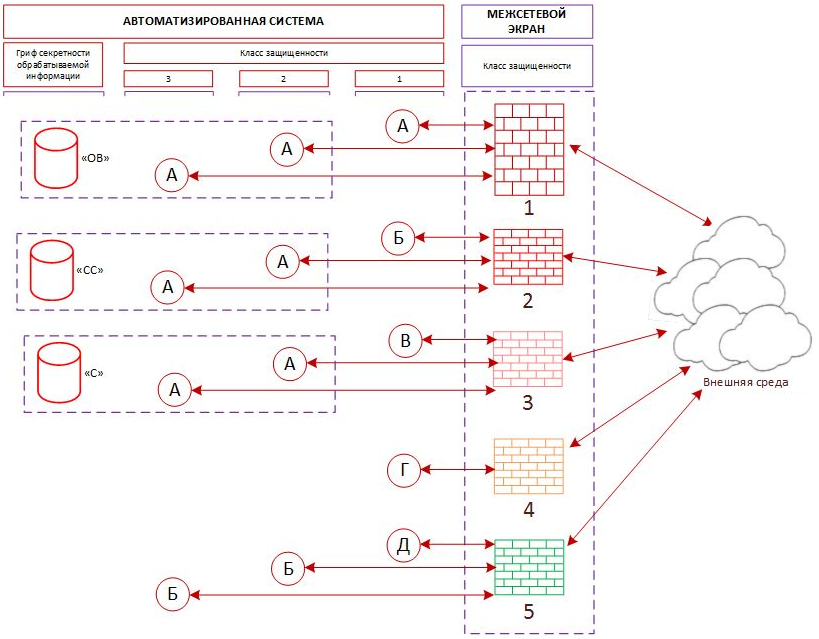 АВТОМАТИЗИРОВАННАЯ СИСТЕМА
МЕЖСЕТЕВОЙ
ЭКРАН
Гриф секретности
обрабатываемой
информации
Класс защищенности
Класс защищенности
3
2
1
А
А
«ОВ»
А
1
Б
А
«СС»
А
2
В
А
«С»
А
3
Внешняя среда
Г
4
Д
Б
Б
5